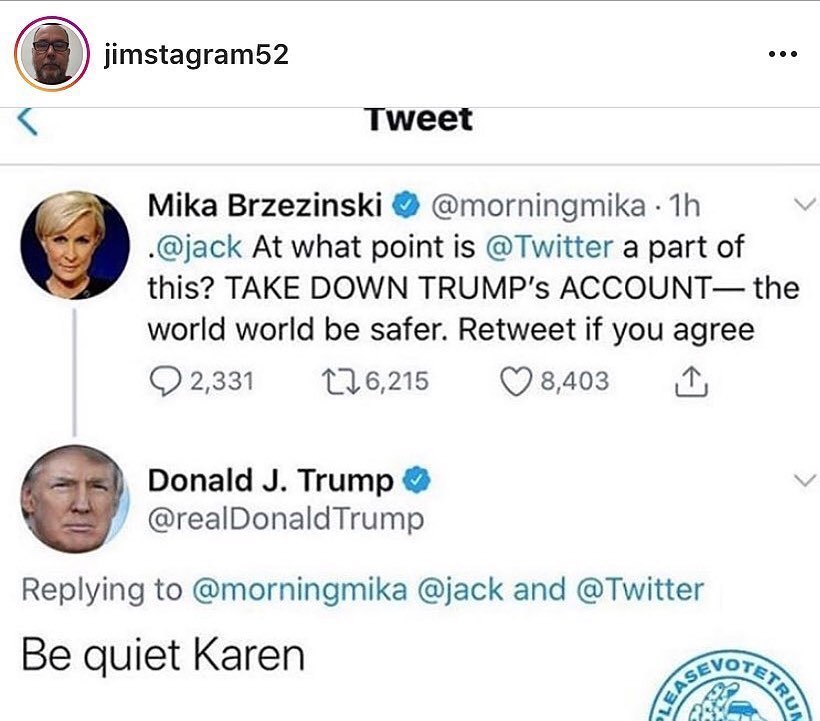 jimstagram52
Tweet
Mika Brzezinski @morningmika · 1h
.@jack At what point is @Twitter a part of
this? TAKE DOWN TRUMP's ACCOUNT— the
world world be safer. Retweet if you agree
2,331 6,215 8,403
Donald J. Trump
@realDonaldTrump
Replying to @morningmika @jack and @Twitter
Be quiet Karen
LEASEVOTETRUM